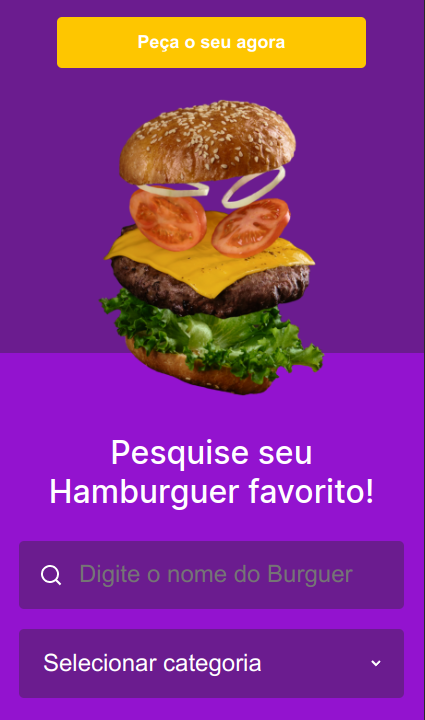 Peça o seu agora
Pesquise seu
Hamburguer favorito!
Digite o nome do Burguer
Selecionar categoria